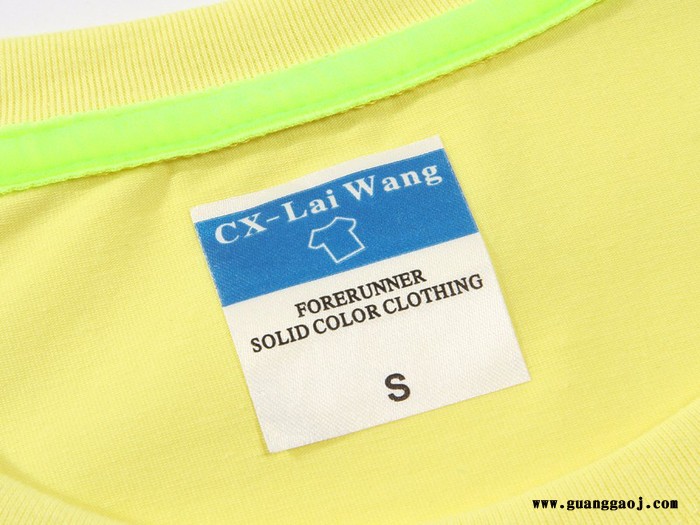 CX-Lai Wang
FORERUNNER
SOLID COLOR CLOTHING
S
www.guanggaoj.com